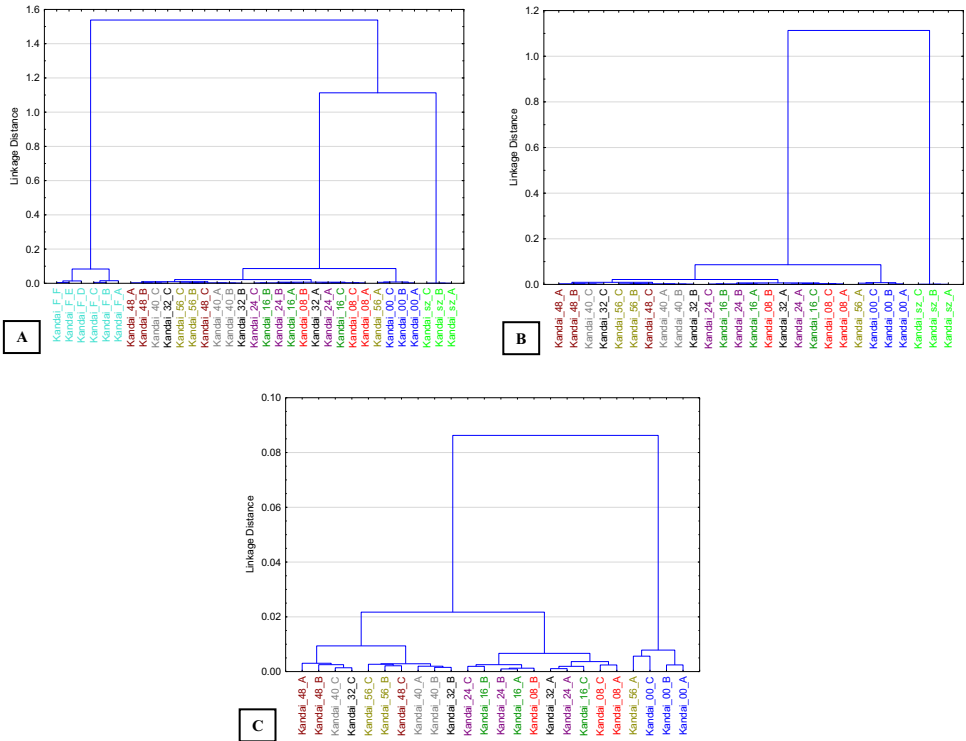 1.6
1.4
1.2
1.0
0.8
0.6
0.4
0.2
0.0
Linkage Distance
Kandai_F_F
Kandai_F_E
Kandai_F_D
Kandai_F_C
Kandai_F_B
Kandai_F_A
Kandai_48_A
Kandai_48_B
Kandai_40_C
Kandai_32_C
Kandai_56_C
Kandai_56_B
Kandai_48_C
Kandai_40_A
Kandai_40_B
Kandai_32_B
Kandai_24_C
Kandai_16_B
Kandai_24_B
Kandai_16_A
Kandai_08_B
Kandai_32_A
Kandai_24_A
Kandai_16_C
Kandai_08_C
Kandai_08_A
Kandai_56_A
Kandai_00_C
Kandai_00_B
Kandai_00_A
Kandai_sz_C
Kandai_sz_B
Kandai_sz_A
A
1.2
1.0
0.8
0.6
0.4
0.2
0.0
Linkage Distance
Kandai_48_A
Kandai_48_B
Kandai_40_C
Kandai_32_C
Kandai_56_C
Kandai_56_B
Kandai_48_C
Kandai_40_A
Kandai_40_B
Kandai_32_B
Kandai_24_C
Kandai_16_B
Kandai_24_B
Kandai_16_A
Kandai_08_B
Kandai_32_A
Kandai_24_A
Kandai_16_C
Kandai_08_C
Kandai_08_A
Kandai_56_A
Kandai_00_C
Kandai_00_B
Kandai_00_A
Kandai_sz_C
Kandai_sz_B
Kandai_sz_A
B
0.10
0.08
0.06
0.04
0.02
0.00
Linkage Distance
Kandai_48_A
Kandai_48_B
Kandai_40_C
Kandai_32_C
Kandai_56_C
Kandai_56_B
Kandai_48_C
Kandai_40_A
Kandai_40_B
Kandai_32_B
Kandai_24_C
Kandai_16_B
Kandai_24_B
Kandai_16_A
Kandai_08_B
Kandai_32_A
Kandai_24_A
Kandai_16_C
Kandai_08_C
Kandai_08_A
Kandai_56_A
Kandai_00_C
Kandai_00_B
Kandai_00_A
C